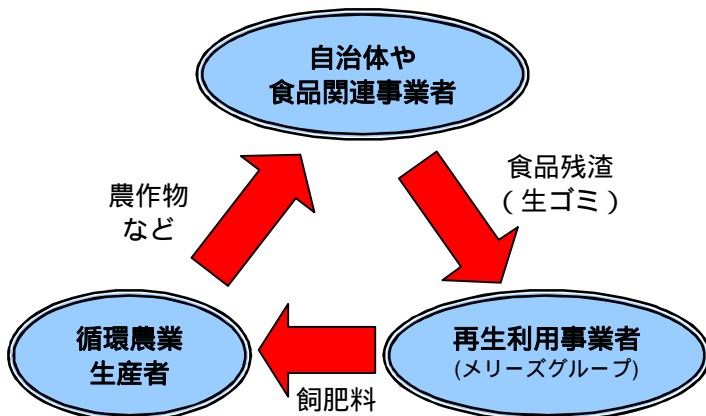 自治体や
食品関連事業者
食品残渣
（生ゴミ）
農作物
など
循環農業
生産者
再生利用事業者
(メリーズグループ)
飼肥料